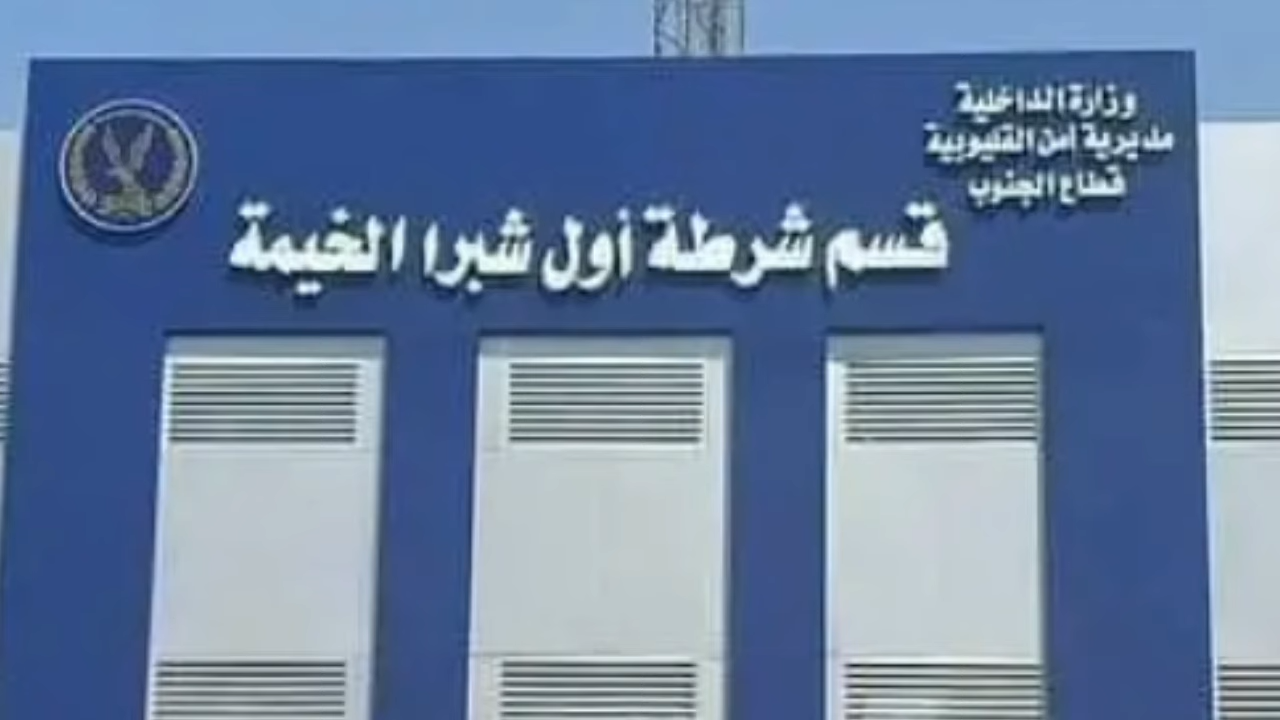 وزارة الداخلية
مديرية أمن القليوبية
قطاع الجنوب
قسم شرطة أول شبرا الخيمة